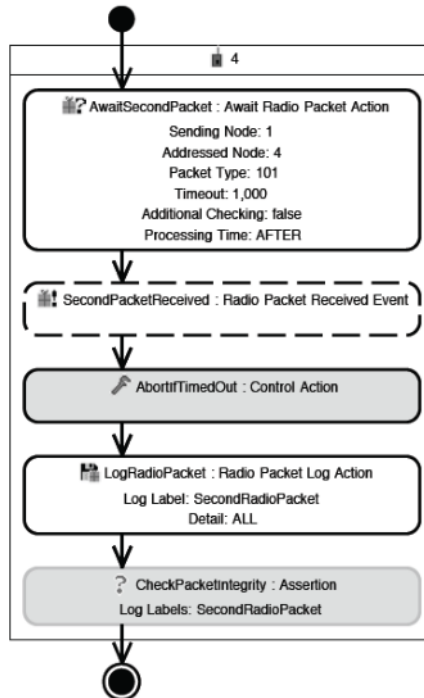 4
AwaitSecondPacket : Await Radio Packet Action
Sending Node: 1
Addressed Node: 4
Packet Type: 101
Timeout: 1,000
Additional Checking: false
Processing Time: AFTER
SecondPacketReceived : Radio Packet Received Event
AbortIfTimedOut : Control Action
LogRadioPacket : Radio Packet Log Action
Log Label: SecondRadioPacket
Detail: ALL
? CheckPacketIntegrity : Assertion
Log Labels: SecondRadioPacket